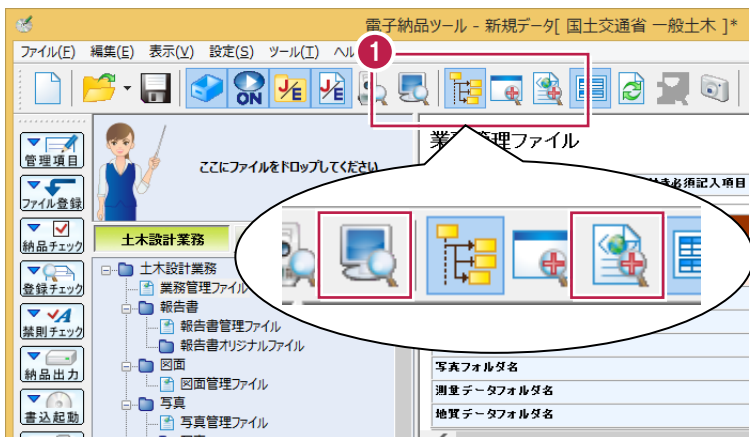 電子納品ツール - 新規データ[ 国土交通省 一般土木 ]*
ファイル(F) 編集(E) 表示(V) 設定(S) ツール(T) ヘル
1
ON
J/E
J/E
管理項目
ファイル登録
納品チェック
登録チェック
禁則チェック
納品出力
書込起動
ここにファイルをドロップしてください
土木設計業務
土木設計業務
業務管理ファイル
報告書
報告書管理ファイル
報告書オリジナルファイル
図面
図面管理ファイル
写真
写真管理ファイル
管理ファイル
必須記入項目
写真フォルダ名
測量データフォルダ名
地質データフォルダ名